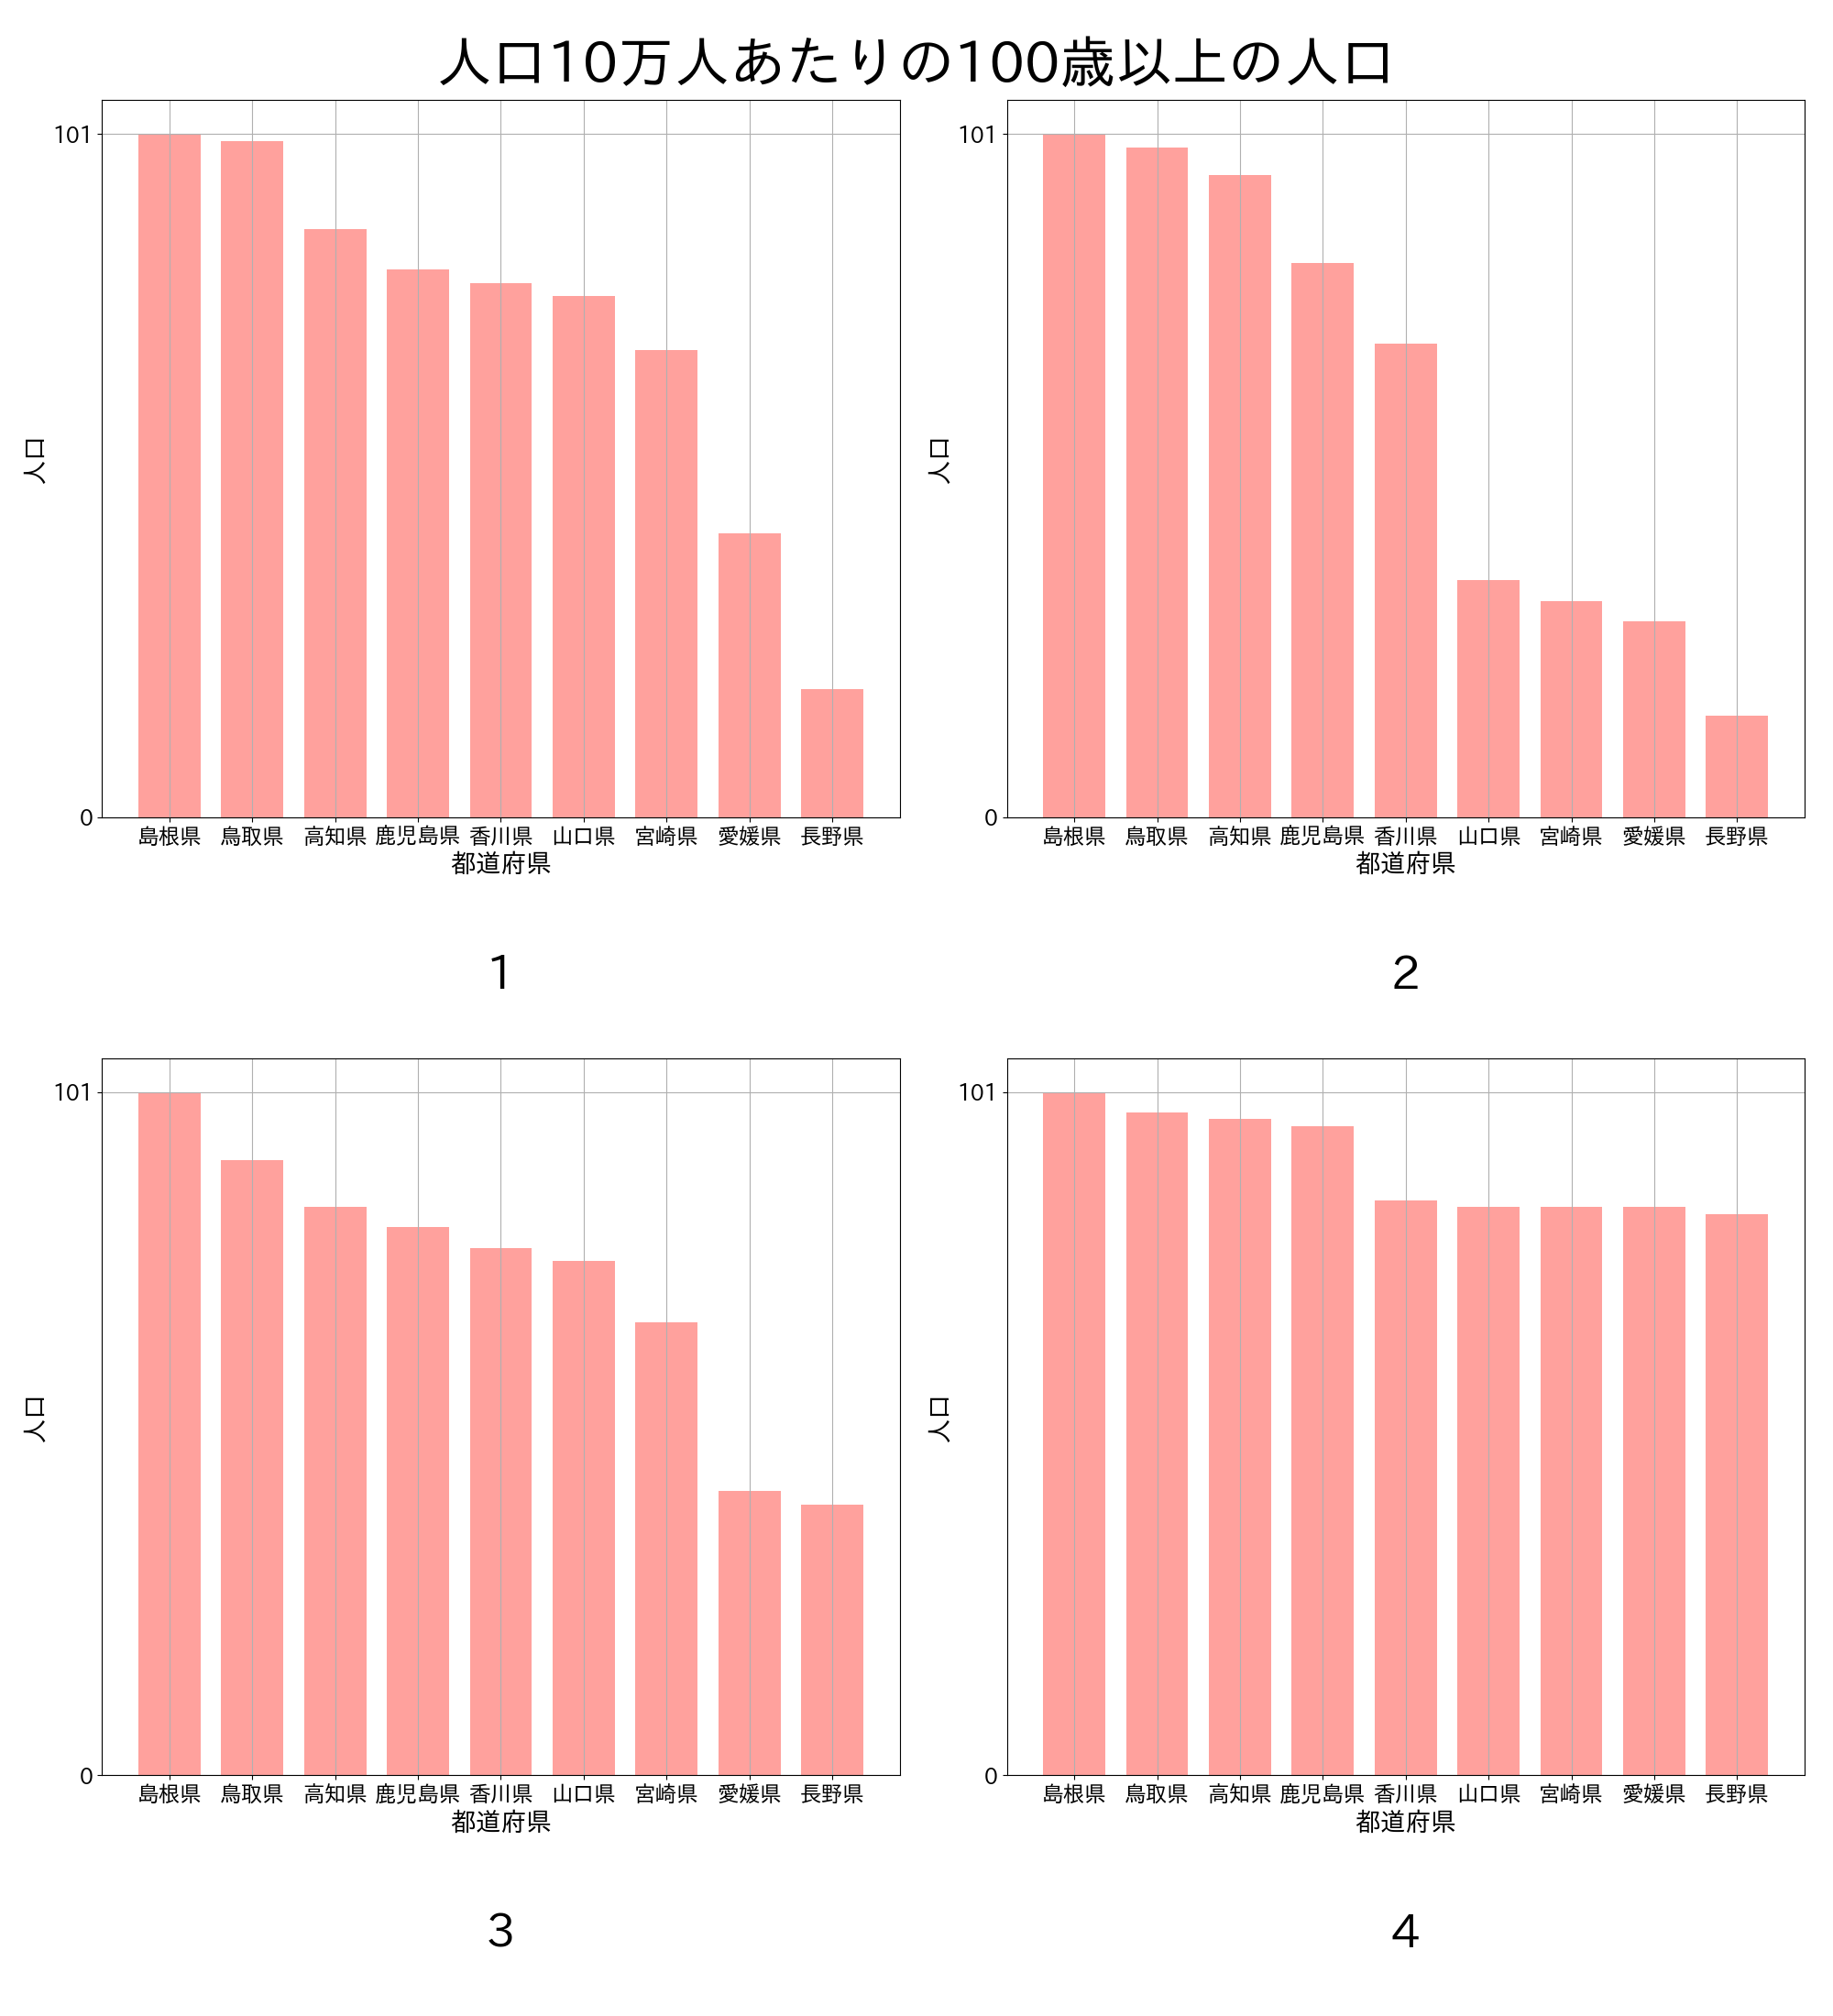 人口10万人あたりの100歳以上の人口
101
0
人口
島根県 鳥取県 高知県 鹿児島県 香川県 山口県 宮崎県 愛媛県 長野県
都道府県
1
101
0
人口
島根県 鳥取県 高知県 鹿児島県 香川県 山口県 宮崎県 愛媛県 長野県
都道府県
2
101
0
人口
島根県 鳥取県 高知県 鹿児島県 香川県 山口県 宮崎県 愛媛県 長野県
都道府県
3
101
0
人口
島根県 鳥取県 高知県 鹿児島県 香川県 山口県 宮崎県 愛媛県 長野県
都道府県
4